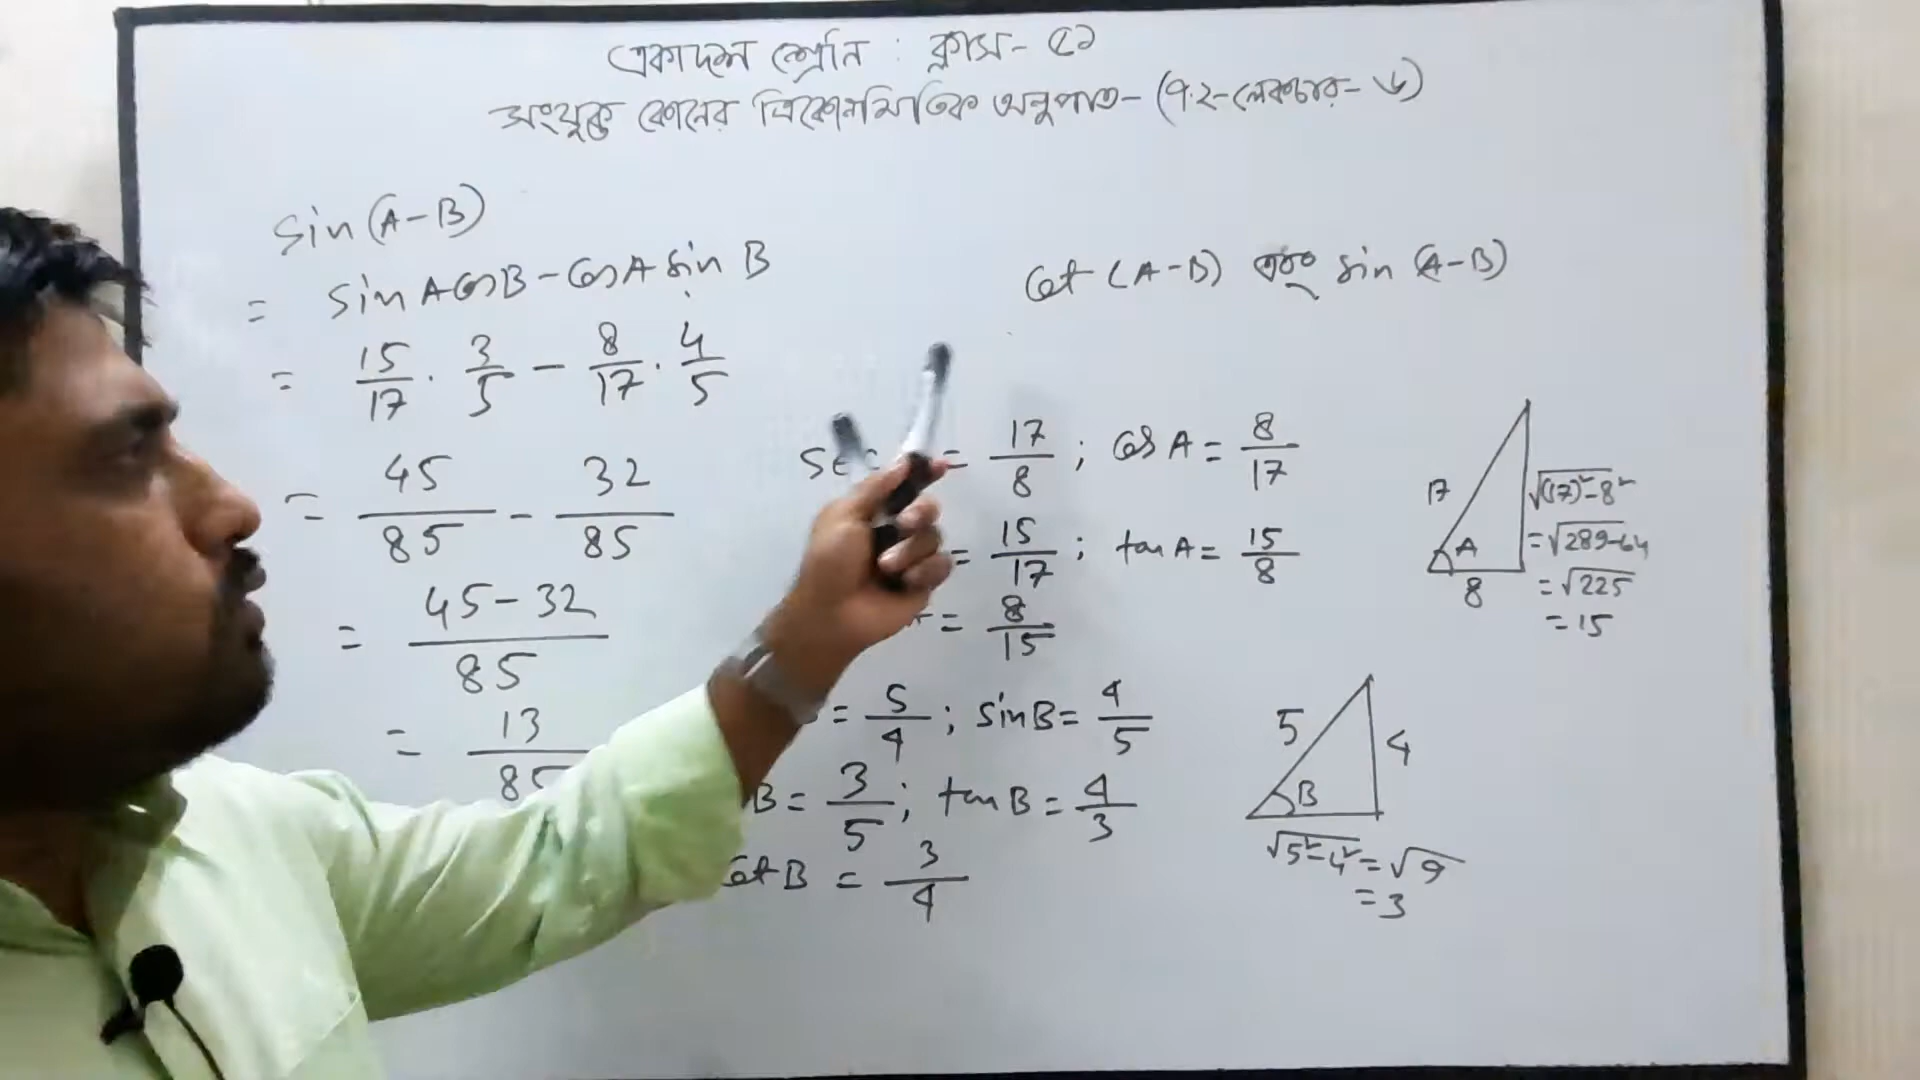 একাদশ শ্রেনি : ক্লাস- ৫১
সংযুক্ত কোনের ত্রিকোনমিতিক অনুপাত- (৭.২-লেকচার- ৬)
sin (A-B)
= sin A cos B - cos A sin B
= 15/17 . 3/5 - 8/17 . 4/5
= 45/85 - 32/85
= 45-32/85
= 13/85
cot (A-B) এবং sin (A-B)
sec = 17/8 ; cos A = 8/17
= 15/17 ; tan A = 15/8
= 8/15
= 5/4 ; sin B = 4/5
B = 3/5 ; tan B = 4/3
cot B = 3/4
17
A
8
√(17)²-8²
= √289-64
= √225
= 15
5
4
B
√5²-4² = √9
= 3